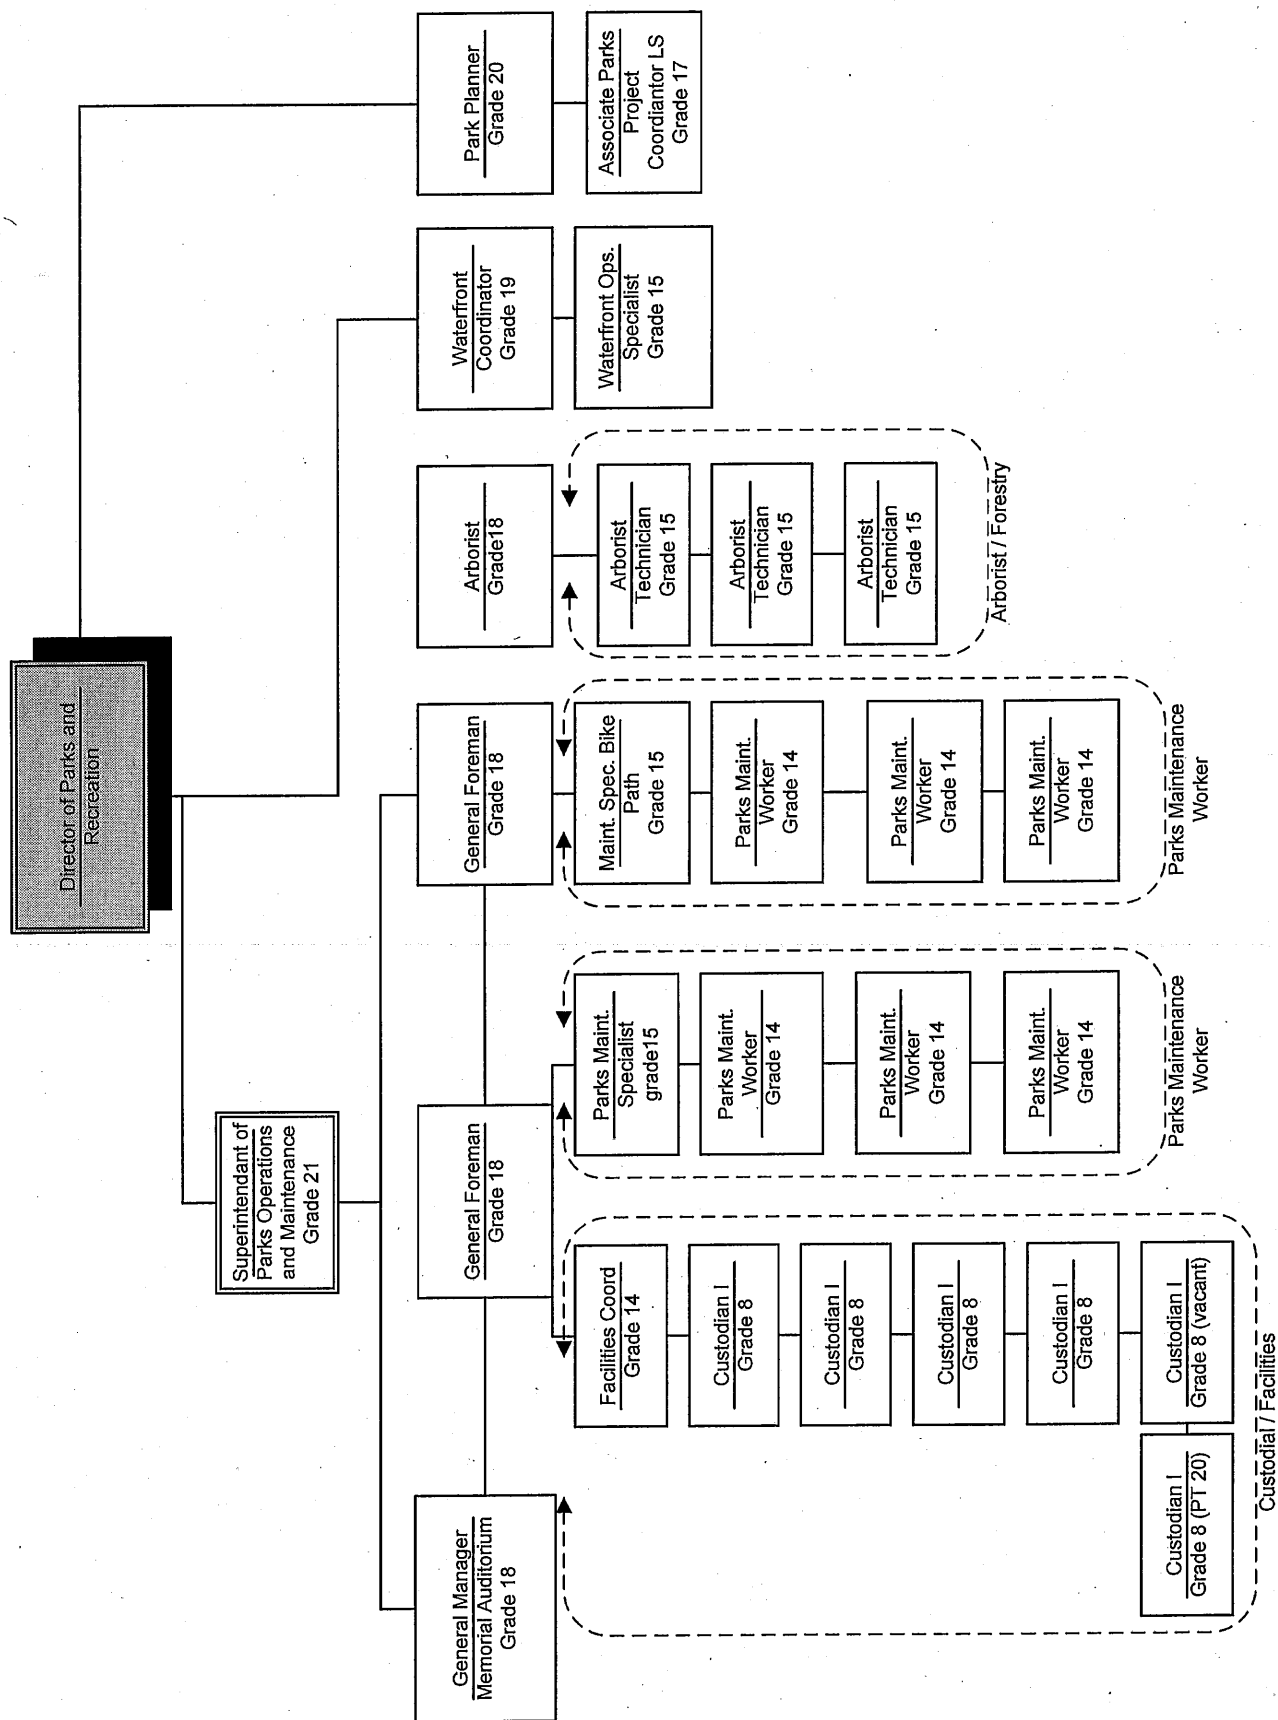 Director of Parks and
Recreation
Superintendant of
Parks Operations
and Maintenance
Grade 21
General Manager
Memorial Auditorium
Grade 18
General Foreman
Grade 18
General Foreman
Grade 18
Arborist
Grade18
Waterfront
Coordinator
Grade 19
Park Planner
Grade 20
Facilities Coord
Grade 14
Custodian I
Grade 8
Custodian I
Grade 8
Custodian I
Grade 8
Custodian I
Grade 8
Custodian I
Grade 8 (vacant)
Custodian I
Grade 8 (PT 20)
Custodial / Facilities
Parks Maint.
Specialist
grade15
Parks Maint.
Worker
Grade 14
Parks Maint.
Worker
Grade 14
Parks Maint.
Worker
Grade 14
Parks Maintenance
Worker
Maint. Spec. Bike
Path
Grade 15
Parks Maint.
Worker
Grade 14
Parks Maint.
Worker
Grade 14
Parks Maint.
Worker
Grade 14
Parks Maintenance
Worker
Arborist
Technician
Grade 15
Arborist
Technician
Grade 15
Arborist
Technician
Grade 15
Arborist / Forestry
Waterfront Ops.
Specialist
Grade 15
Associate Parks
Project
Coordiantor LS
Grade 17